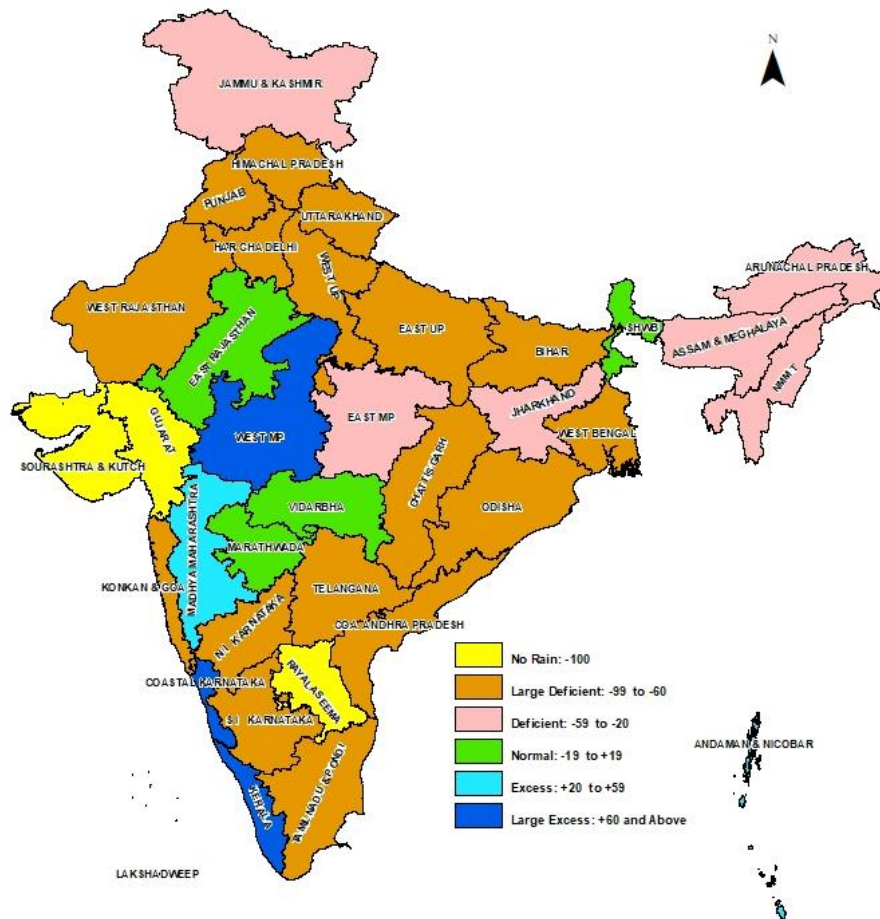 N
JAMMU & KASHMIR
HIMACHAL PRADESH
PUNJAB
UTTARAKHAND
HAR CHA DELHI
WEST UP
WEST RAJASTHAN
EAST RAJASTHAN
EAST UP
BIHAR
SHWB
ARUNACHAL PRADESH
ASSAM & MEGHALAYA
NMMT
GUJARAT
WEST MP
EAST MP
JHARKHAND
WEST BENGAL
SOURASHTRA & KUTCH
CHATTISGARH
ODISHA
VIDARBHA
MADHYA MAHARASHTRA
MARATHWADA
KONKAN & GOA
TELANGANA
N I KARNATAKA
COA ANDHRA PRADESH
COASTAL KARNATAKA
RAYALASEEMA
S I KARNATAKA
TAMILNADU & PONDI
KERALA
LAKSHADWEEP
ANDAMAN & NICOBAR
No Rain: -100
Large Deficient: -99 to -60
Deficient: -59 to -20
Normal: -19 to +19
Excess: +20 to +59
Large Excess: +60 and Above